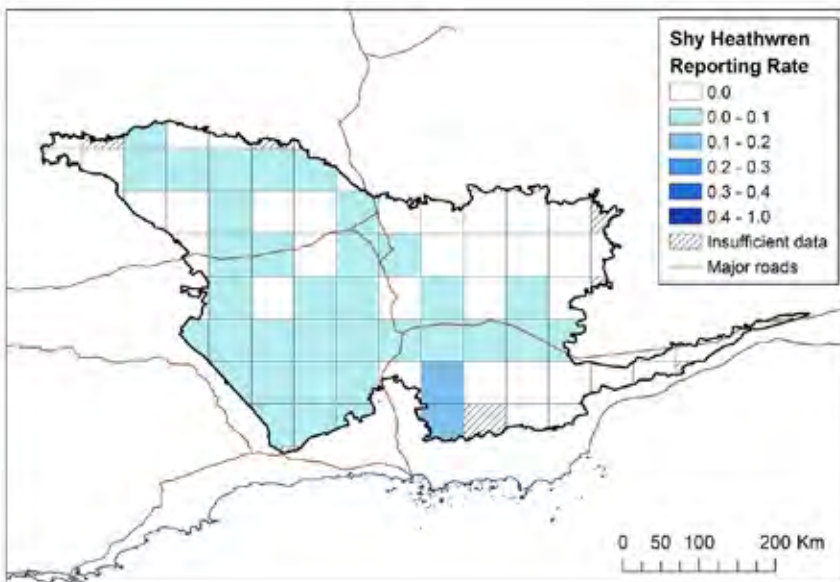 Shy Heathwren
Reporting Rate
0.0
0.0 - 0.1
0.1 - 0.2
0.2 - 0.3
0.3 - 0.4
0.4 - 1.0
Insufficient data
Major roads
0 50 100 200 Km